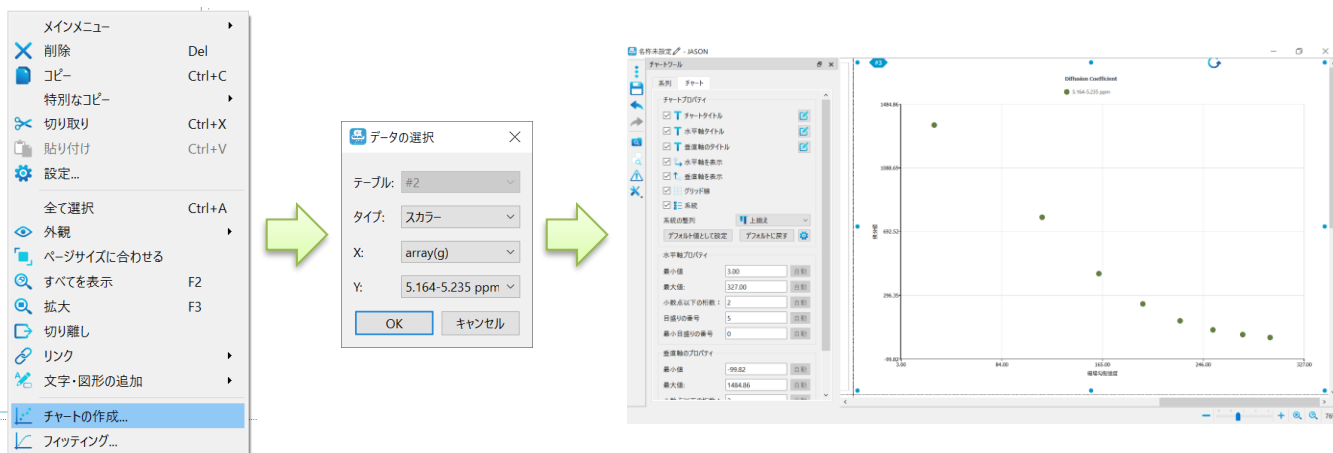 メインメニュー
削除 Del
コピー Ctrl+C
特別なコピー
切り取り Ctrl+X
貼り付け Ctrl+V
設定...
全て選択 Ctrl+A
外観
ページサイズに合わせる
すべてを表示 F2
拡大 F3
切り離し
リンク
文字・図形の追加
チャートの作成...
フィッティング...
データの選択
テーブル: #2
タイプ: スカラー
X: array(g)
Y: 5.164-5.235 ppm
OK キャンセル
名称未設定 - JASON
チャートツール
系列 チャート
チャートプロパティ
チャートタイトル
水平軸タイトル
垂直軸のタイトル
水平軸を表示
垂直軸を表示
グリッド線
系統
系統の整列 上揃え
デフォルト値として設定 デフォルトに戻す
水平軸プロパティ
最小値 3.00 自動
最大値: 327.00 自動
小数点以下の桁数: 2 自動
目盛りの番号 5 自動
最小目盛りの番号 0 自動
垂直軸のプロパティ
最小値 -99.82 自動
最大値: 1484.86 自動
#3
Diffusion Coefficient
5.164-5.235 ppm
1484.86
1088.69
692.52
296.35
-99.82
積分値
3.00 84.00 165.00 246.00 327.00
磁場勾配強度